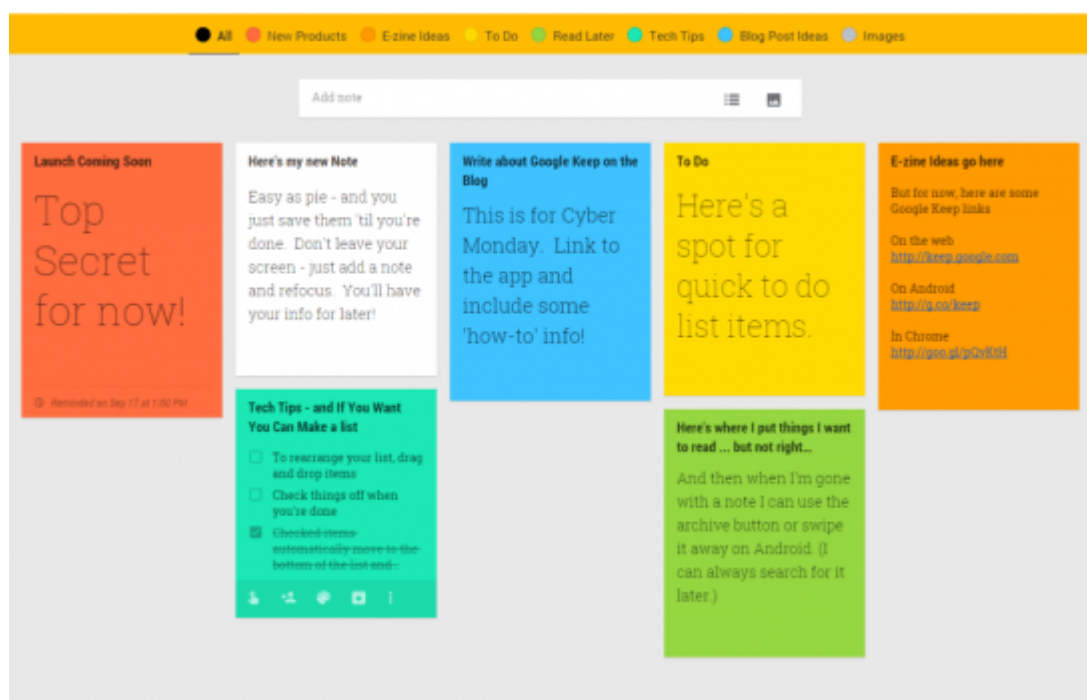 All New Products E-zine Ideas To Do Read Later Tech Tips Blog Post Ideas Images
Add note
Launch Coming Soon
Top
Secret
for now!
Reminded on Sep 17 at 1:00 PM
Here's my new Note
Easy as pie - and you
just save them 'til you're
done. Don't leave your
screen - just add a note
and refocus. You'll have
your info for later!
Tech Tips - and If You Want
You Can Make a list
To rearrange your list, drag
and drop items
Check things off when
you're done
Checked items
automatically move to the
bottom of the list and...
Write about Google Keep on the
Blog
This is for Cyber
Monday. Link to
the app and
include some
'how-to' info!
To Do
Here's a
spot for
quick to do
list items.
Here's where I put things I want
to read ... but not right...
And then when I'm gone
with a note I can use the
archive button or swipe
it away on Android. (I
can always search for it
later.)
E-zine Ideas go here
But for now, here are some
Google Keep links
On the web
http://keep.google.com
On Android
http://g.co/keep
In Chrome
http://goo.gl/pQvKtH